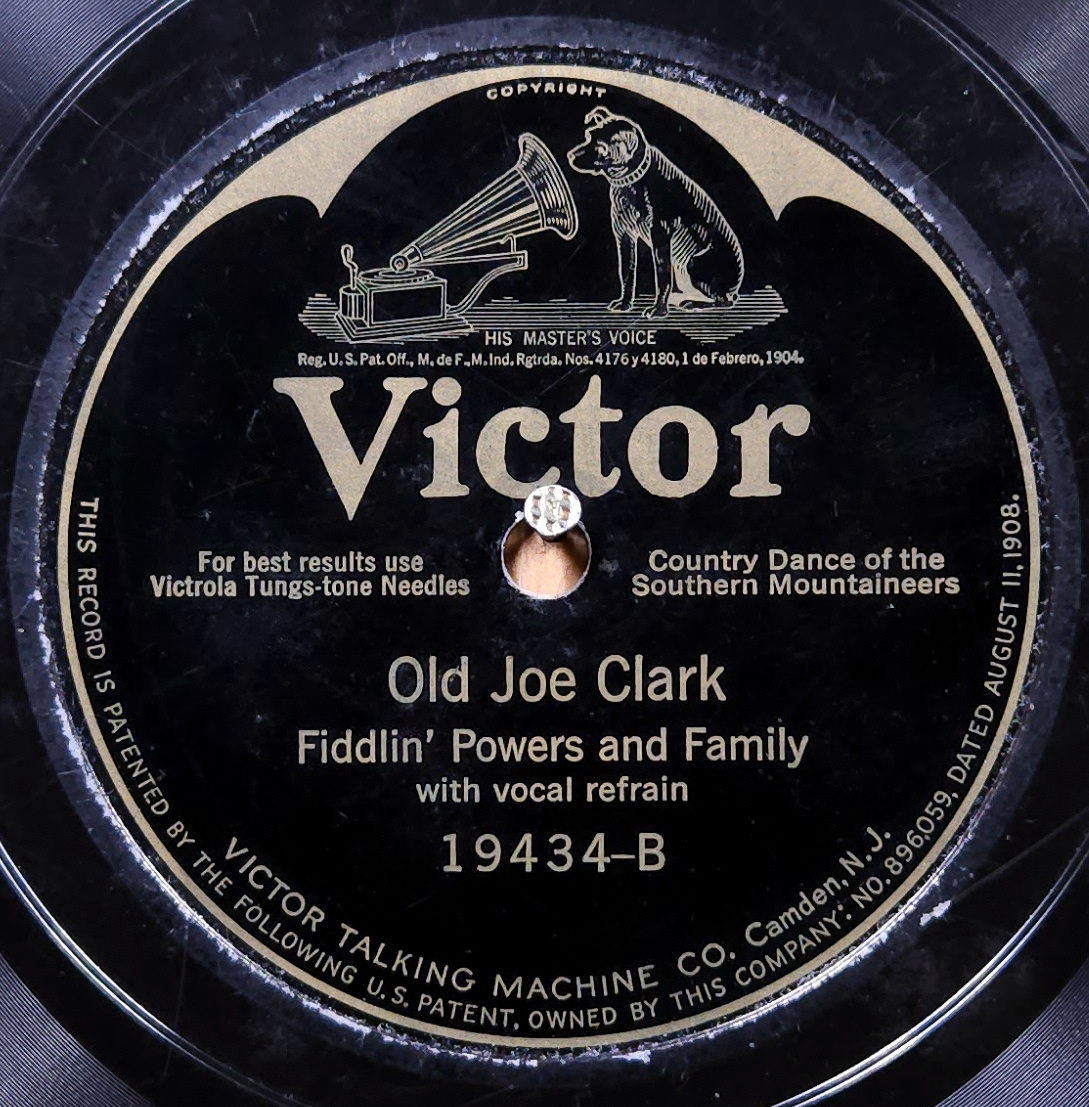 COPYRIGHT
HIS MASTER'S VOICE
Reg. U.S. Pat. Off., M. de F., M. Ind. Rgtrda. Nos. 4176 y 4180, 1 de Febrero, 1904.
Victor
For best results use
Victrola Tungs-tone Needles
Country Dance of the
Southern Mountaineers
Old Joe Clark
Fiddlin' Powers and Family
with vocal refrain
19434-B
VICTOR TALKING MACHINE CO. Camden, N.J.
THIS RECORD IS PATENTED BY THE FOLLOWING U.S. PATENT, OWNED BY THIS COMPANY: NO. 896,059, DATED AUGUST 11, 1908.